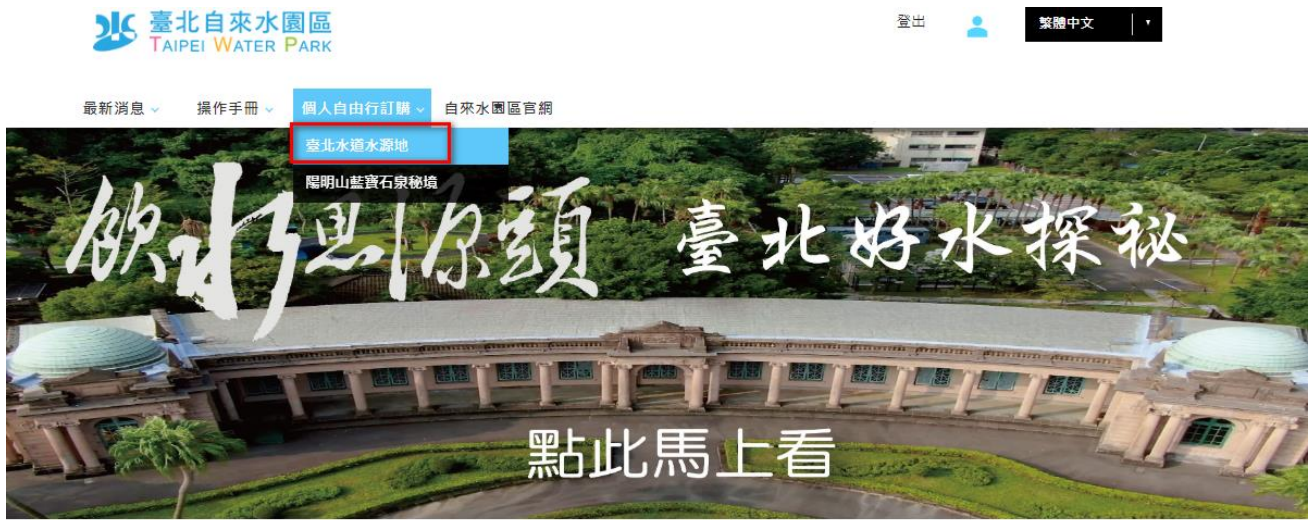 臺北自來水園區
TAIPEI WATER PARK
登出
繁體中文
最新消息
操作手冊
個人自由行訂購
自來水園區官網
臺北水道水源地
陽明山藍寶石泉秘境
飲水思源頭 臺北好水探祕
點此馬上看